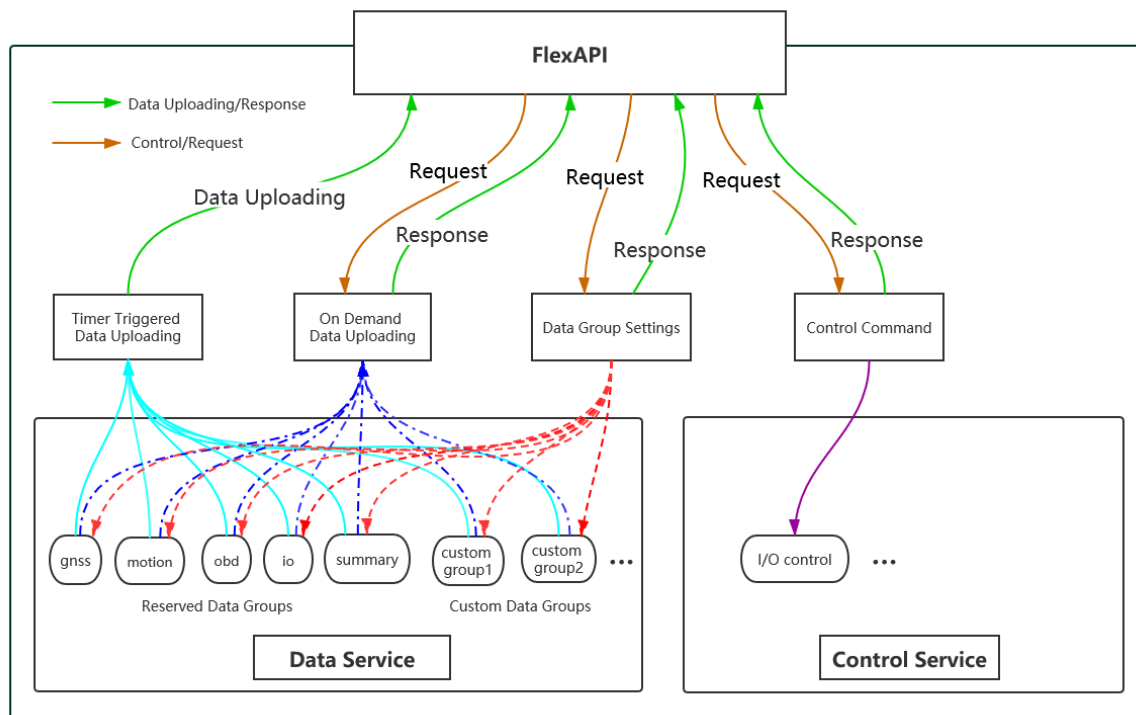 FlexAPI
Data Uploading/Response
Control/Request
Request
Request
Request
Data Uploading
Response
Response
Response
Timer Triggered
Data Uploading
On Demand
Data Uploading
Data Group Settings
Control Command
gnss
motion
obd
io
summary
custom
group1
custom
group2
...
I/O control
...
Reserved Data Groups
Custom Data Groups
Data Service
Control Service